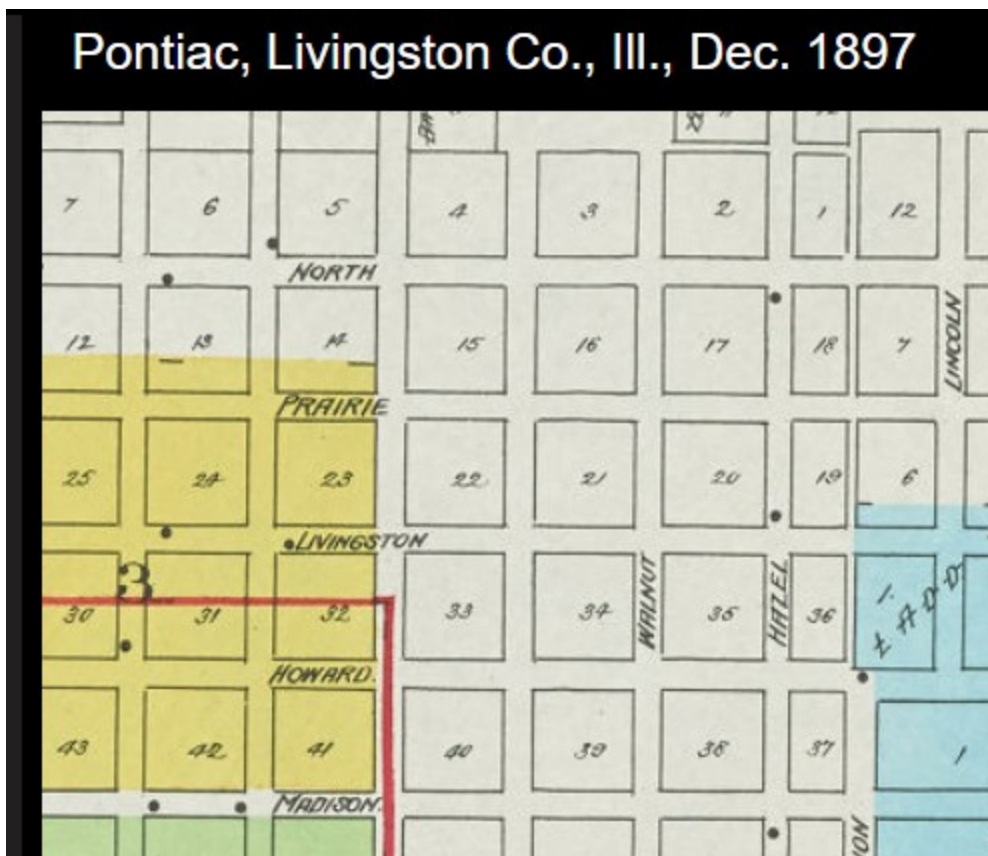 Pontiac, Livingston Co., Ill., Dec. 1897
7 6 5 4 3 2 1 12
NORTH
12 13 14 15 16 17 18 7
LINCOLN
PRAIRIE
25 24 23 22 21 20 19 6
LIVINGSTON
3
30 31 32 33 34 35 36 1.
WALNUT
HAZEL
ADD
HOWARD.
43 42 41 40 39 38 37 1
MADISON.